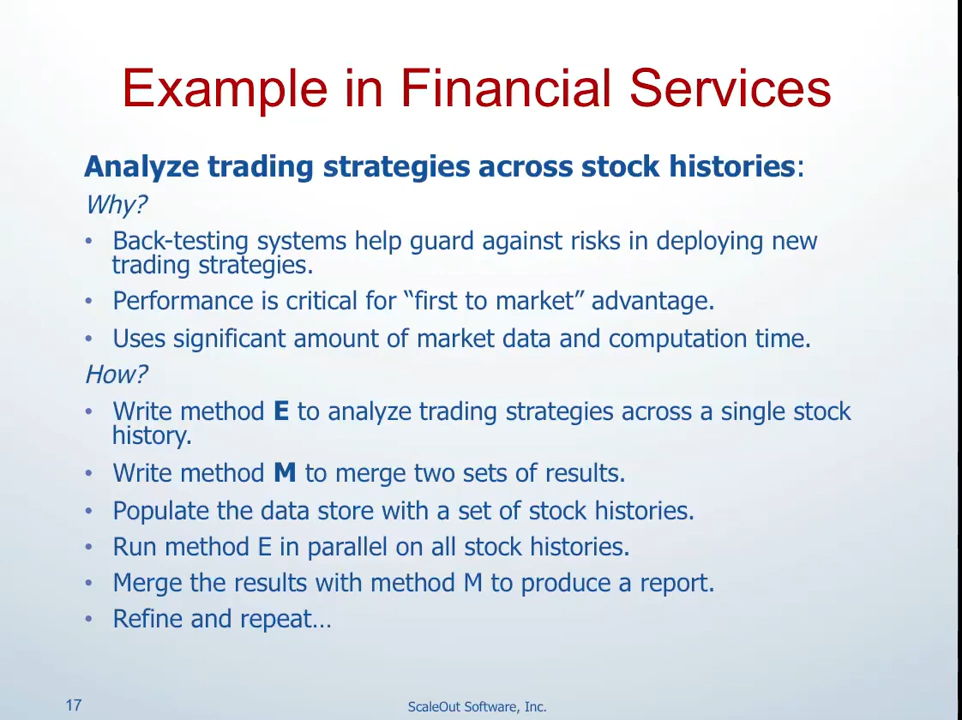 Example in Financial Services
Analyze trading strategies across stock histories:
Why?
• Back-testing systems help guard against risks in deploying new
trading strategies.
• Performance is critical for “first to market” advantage.
• Uses significant amount of market data and computation time.
How?
• Write method E to analyze trading strategies across a single stock
history.
• Write method M to merge two sets of results.
• Populate the data store with a set of stock histories.
• Run method E in parallel on all stock histories.
• Merge the results with method M to produce a report.
• Refine and repeat…
17
ScaleOut Software, Inc.